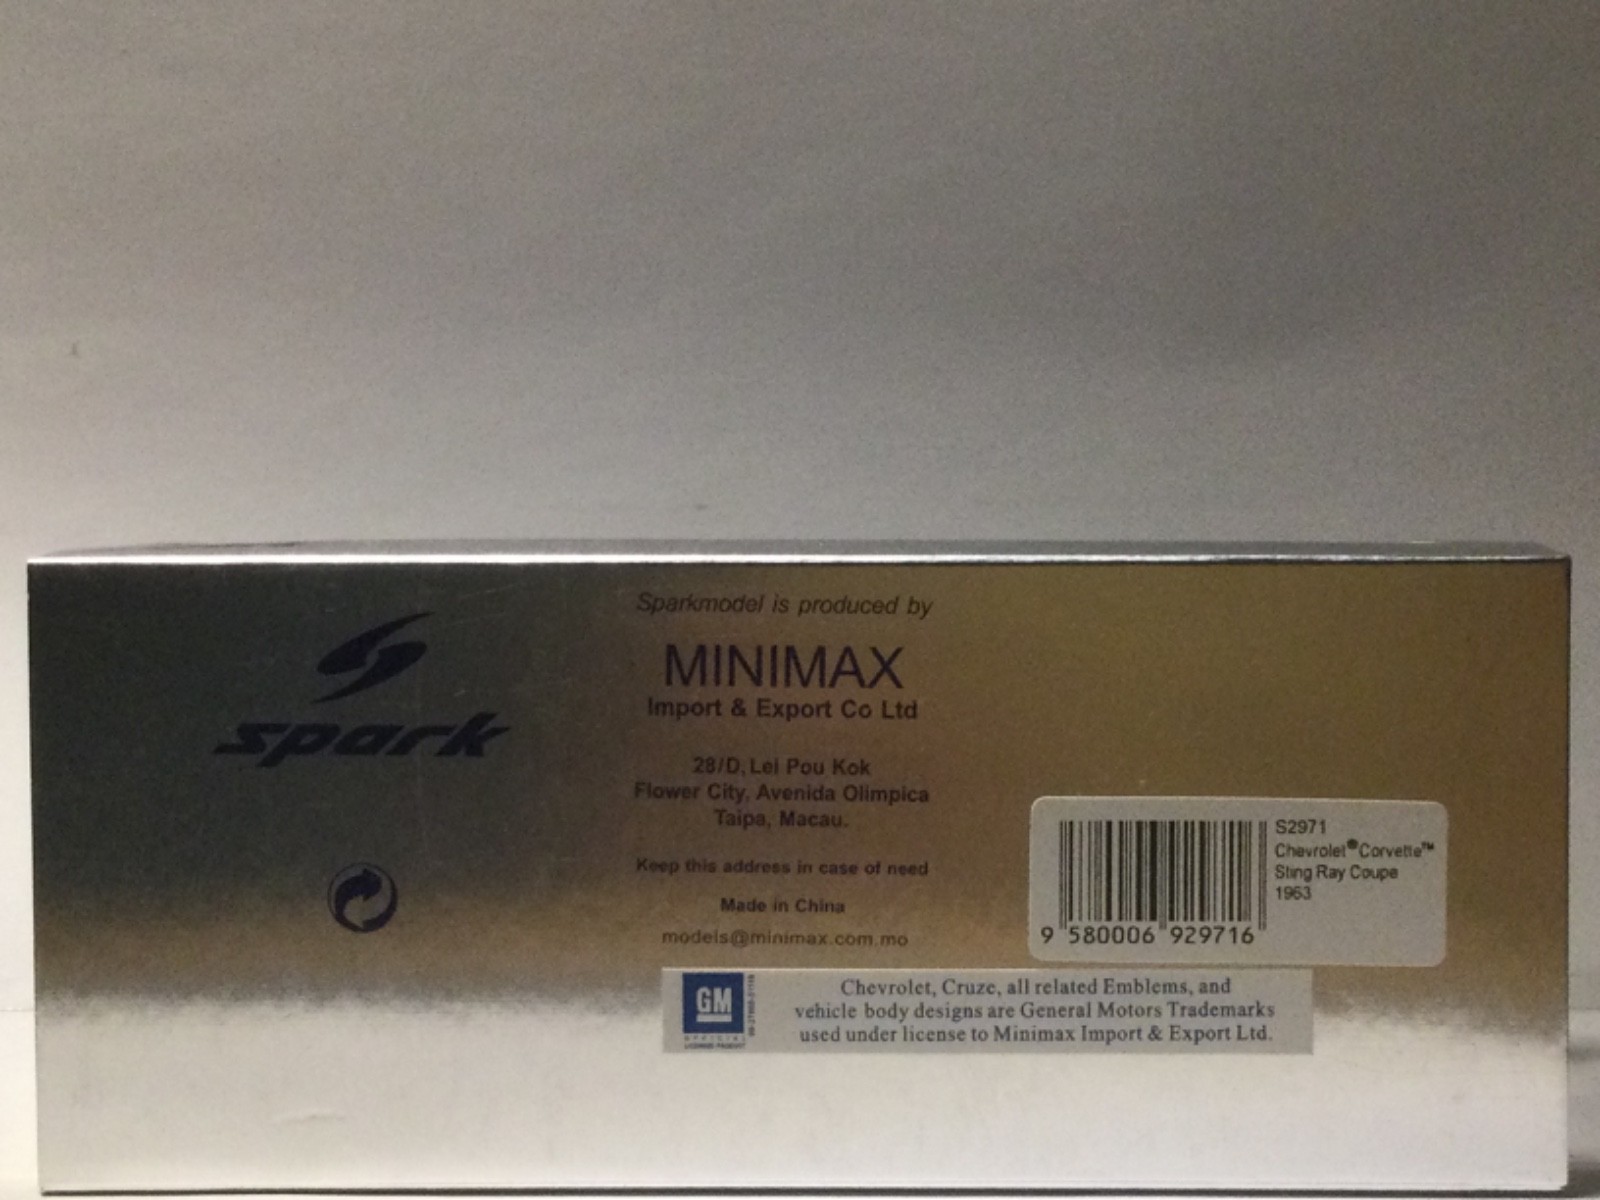 spark
Sparkmodel is produced by
MINIMAX
Import & Export Co Ltd
28/D, Lei Pou Kok
Flower City, Avenida Olimpica
Taipa, Macau.
Keep this address in case of need
Made in China
models@minimax.com.mo
S2971
Chevrolet® Corvette™
Sting Ray Coupe
1963
9 580006 929716
GM
OFFICIAL
LICENSED PRODUCT
Chevrolet, Cruze, all related Emblems, and
vehicle body designs are General Motors Trademarks
used under license to Minimax Import & Export Ltd.